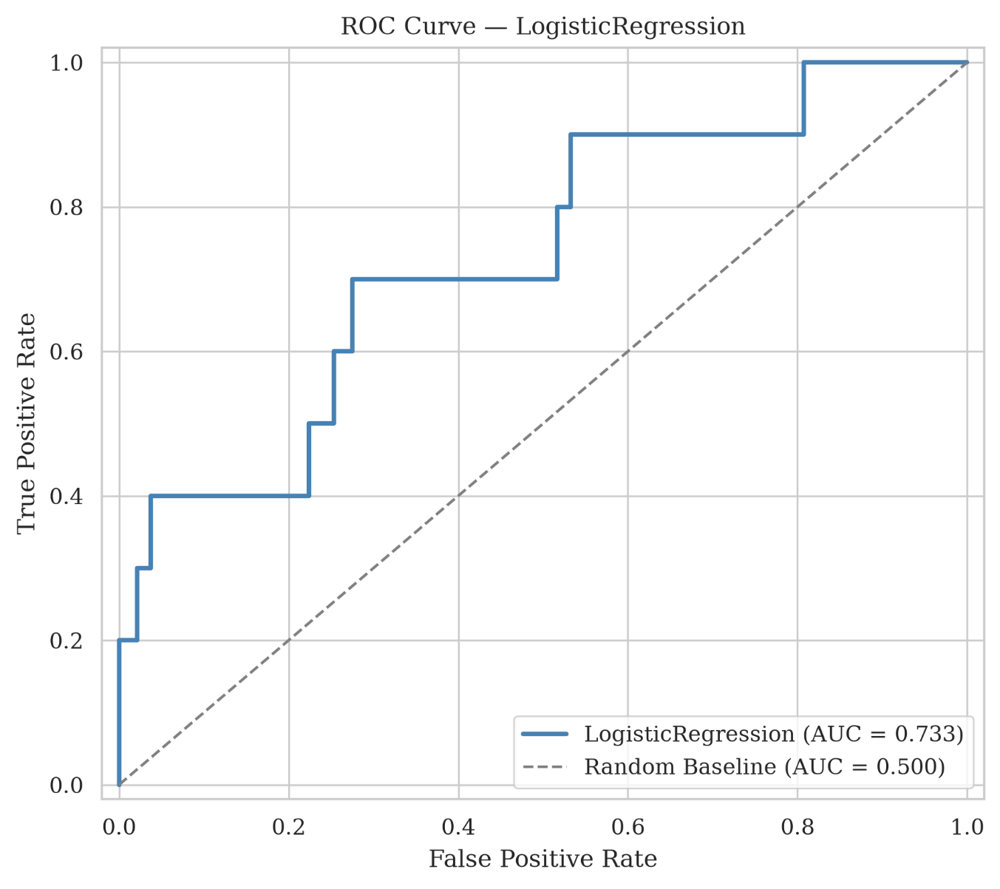 ROC Curve — LogisticRegression
1.0
0.8
0.6
0.4
0.2
0.0
True Positive Rate
LogisticRegression (AUC = 0.733)
Random Baseline (AUC = 0.500)
0.0 0.2 0.4 0.6 0.8 1.0
False Positive Rate